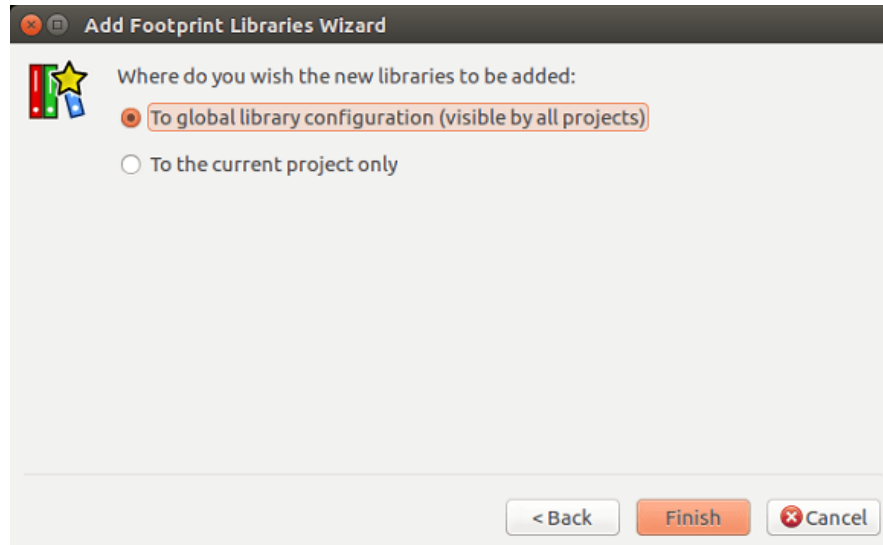 Add Footprint Libraries Wizard
Where do you wish the new libraries to be added:
To global library configuration (visible by all projects)
To the current project only
< Back
Finish
Cancel